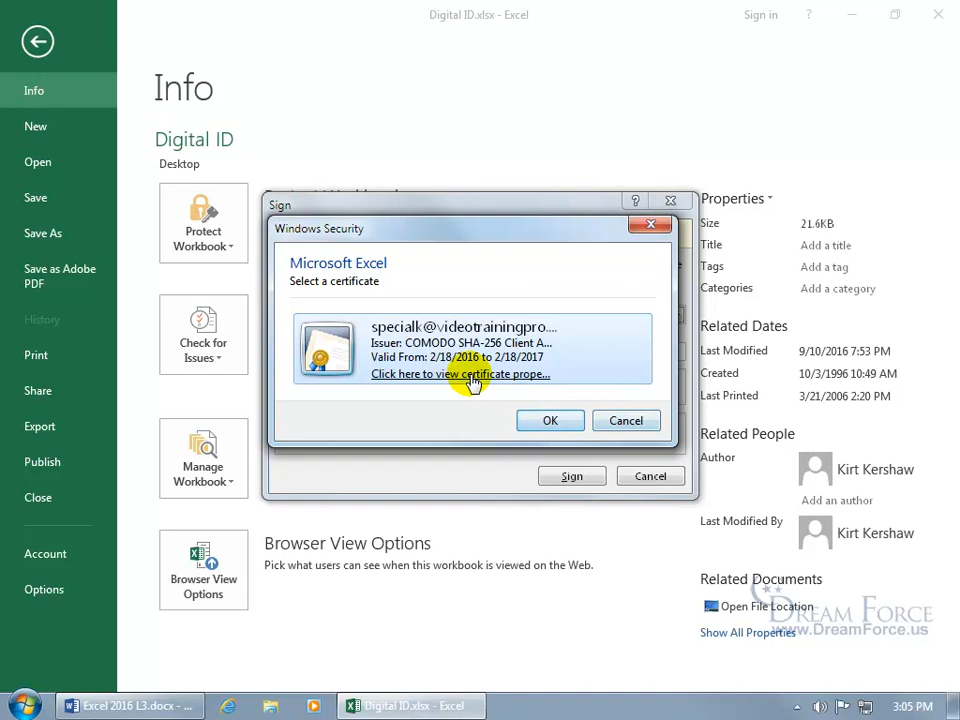 Digital ID.xlsx - Excel
Sign in
?
Info
New
Open
Save
Save As
Save as Adobe
PDF
History
Print
Share
Export
Publish
Close
Account
Options
Info
Digital ID
Desktop
Protect
Workbook
Check for
Issues
Manage
Workbook
Browser View
Options
Sign
?
Windows Security
Microsoft Excel
Select a certificate
specialk@videotrainingpro....
Issuer: COMODO SHA-256 Client A...
Valid From: 2/18/2016 to 2/18/2017
Click here to view certificate prope...
OK
Cancel
Sign
Cancel
Browser View Options
Pick what users can see when this workbook is viewed on the Web.
Properties
Size 21.6KB
Title Add a title
Tags Add a tag
Categories Add a category
Related Dates
Last Modified 9/10/2016 7:53 PM
Created 10/3/1996 10:49 AM
Last Printed 3/21/2006 2:20 PM
Related People
Author Kirt Kershaw
Add an author
Last Modified By Kirt Kershaw
Related Documents
Open File Location
Show All Properties
Dream Force
www.DreamForce.us
Excel 2016 L3.docx - ...
Digital ID.xlsx - Excel
3:05 PM